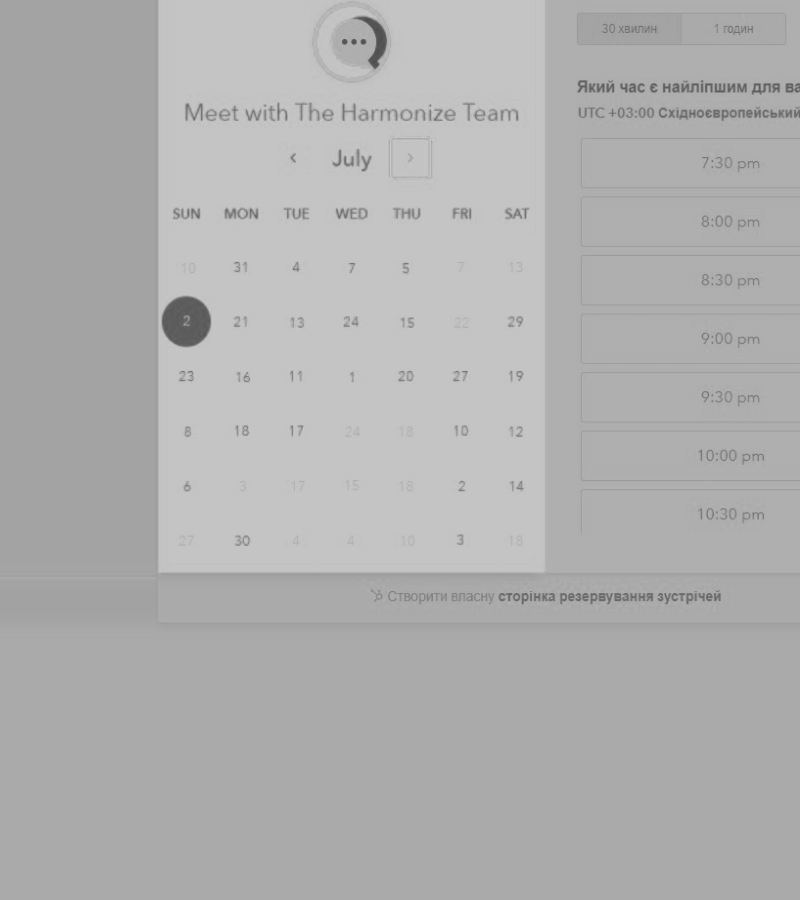 Meet with The Harmonize Team
‹ July ›
SUN MON TUE WED THU FRI SAT
10 31 4 7 5 7 13
2 21 13 24 15 22 29
23 16 11 1 20 27 19
8 18 17 24 18 10 12
6 3 17 15 18 2 14
27 30 4 4 10 3 18
30 хвилин 1 годин
Який час є найліпшим для ва
UTC +03:00 Східноєвропейський
7:30 pm
8:00 pm
8:30 pm
9:00 pm
9:30 pm
10:00 pm
10:30 pm
Створити власну сторінка резервування зустрічей